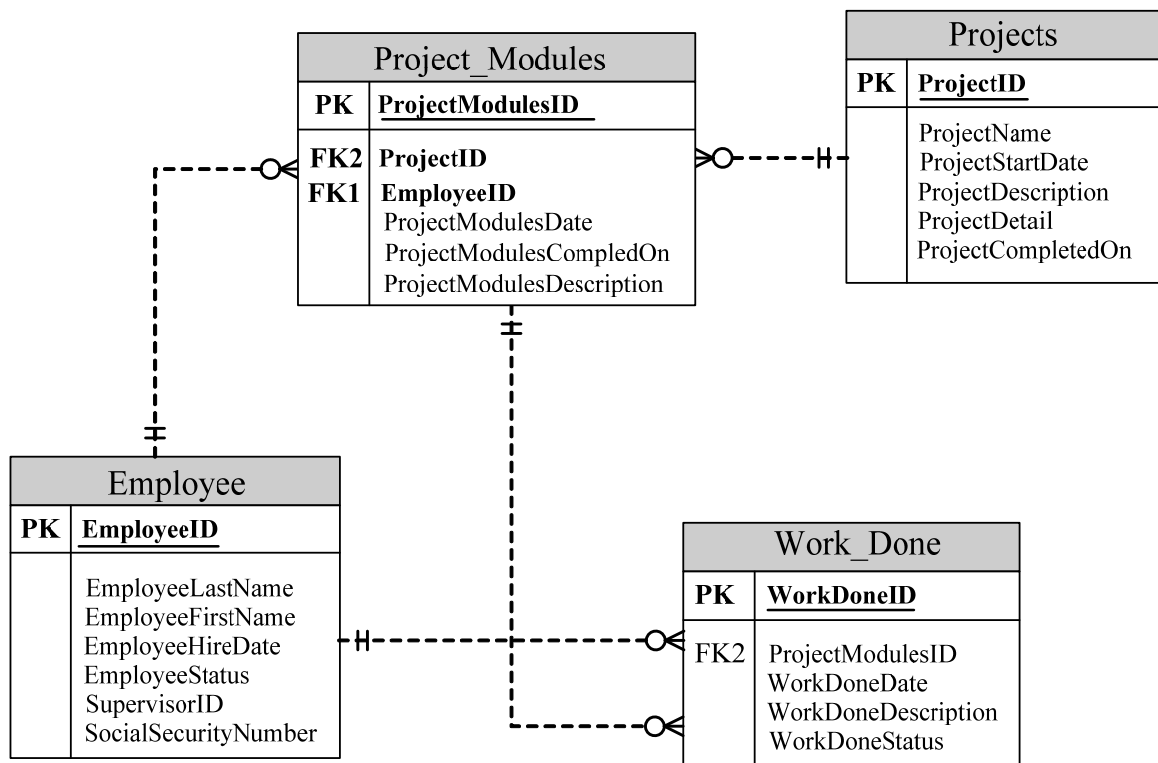 Project_Modules
PK ProjectModulesID
FK2 ProjectID
FK1 EmployeeID
ProjectModulesDate
ProjectModulesCompledOn
ProjectModulesDescription
Projects
PK ProjectID
ProjectName
ProjectStartDate
ProjectDescription
ProjectDetail
ProjectCompletedOn
Employee
PK EmployeeID
EmployeeLastName
EmployeeFirstName
EmployeeHireDate
EmployeeStatus
SupervisorID
SocialSecurityNumber
Work_Done
PK WorkDoneID
FK2 ProjectModulesID
WorkDoneDate
WorkDoneDescription
WorkDoneStatus